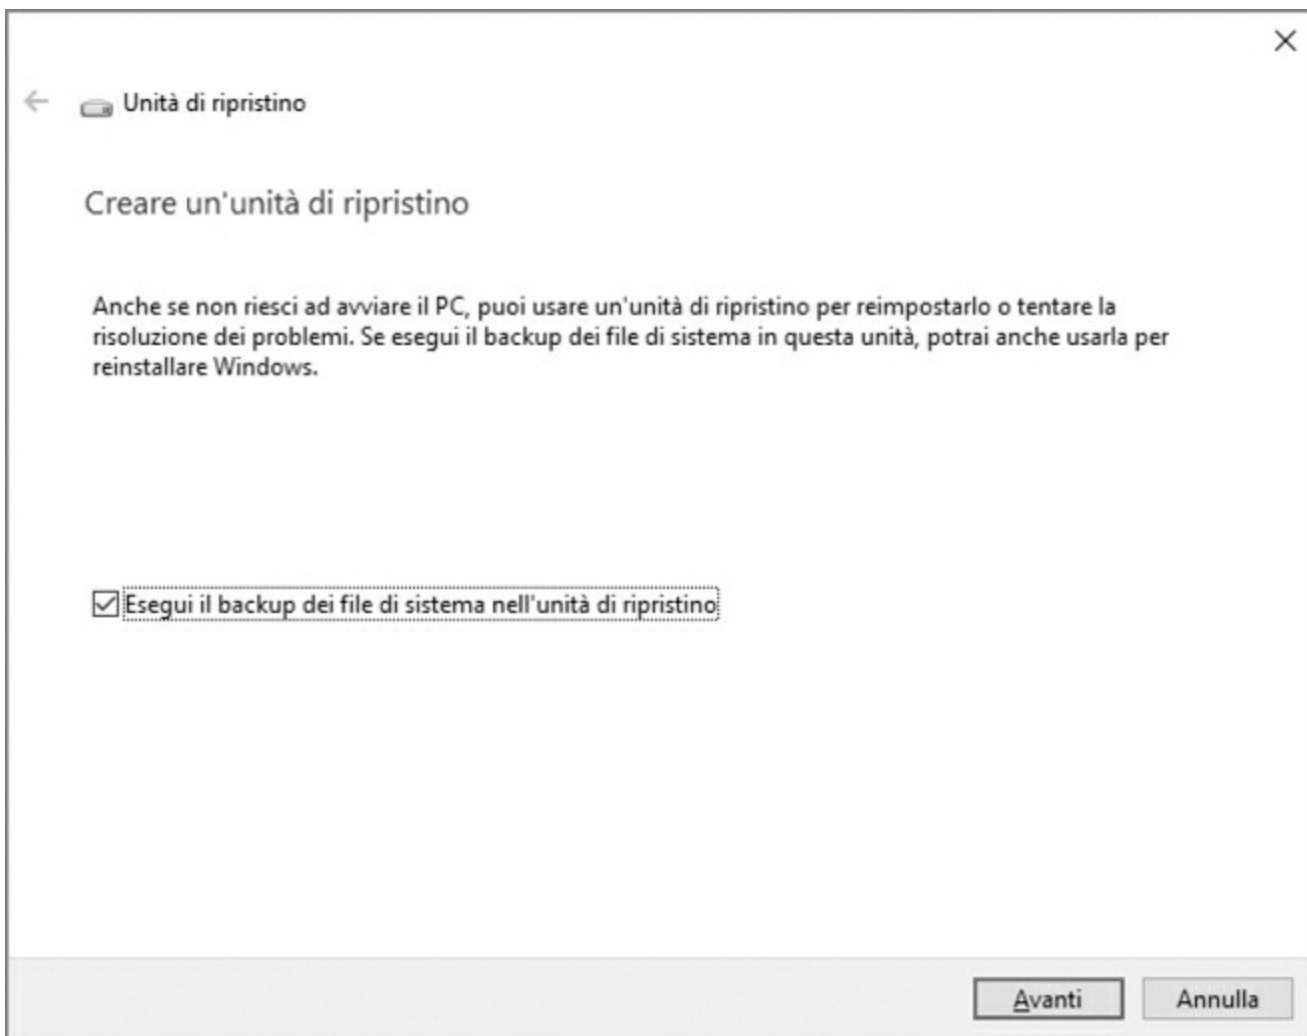 Unità di ripristino
Creare un'unità di ripristino
Anche se non riesci ad avviare il PC, puoi usare un'unità di ripristino per reimpostarlo o tentare la
risoluzione dei problemi. Se esegui il backup dei file di sistema in questa unità, potrai anche usarla per
reinstallare Windows.
Esegui il backup dei file di sistema nell'unità di ripristino
Avanti Annulla